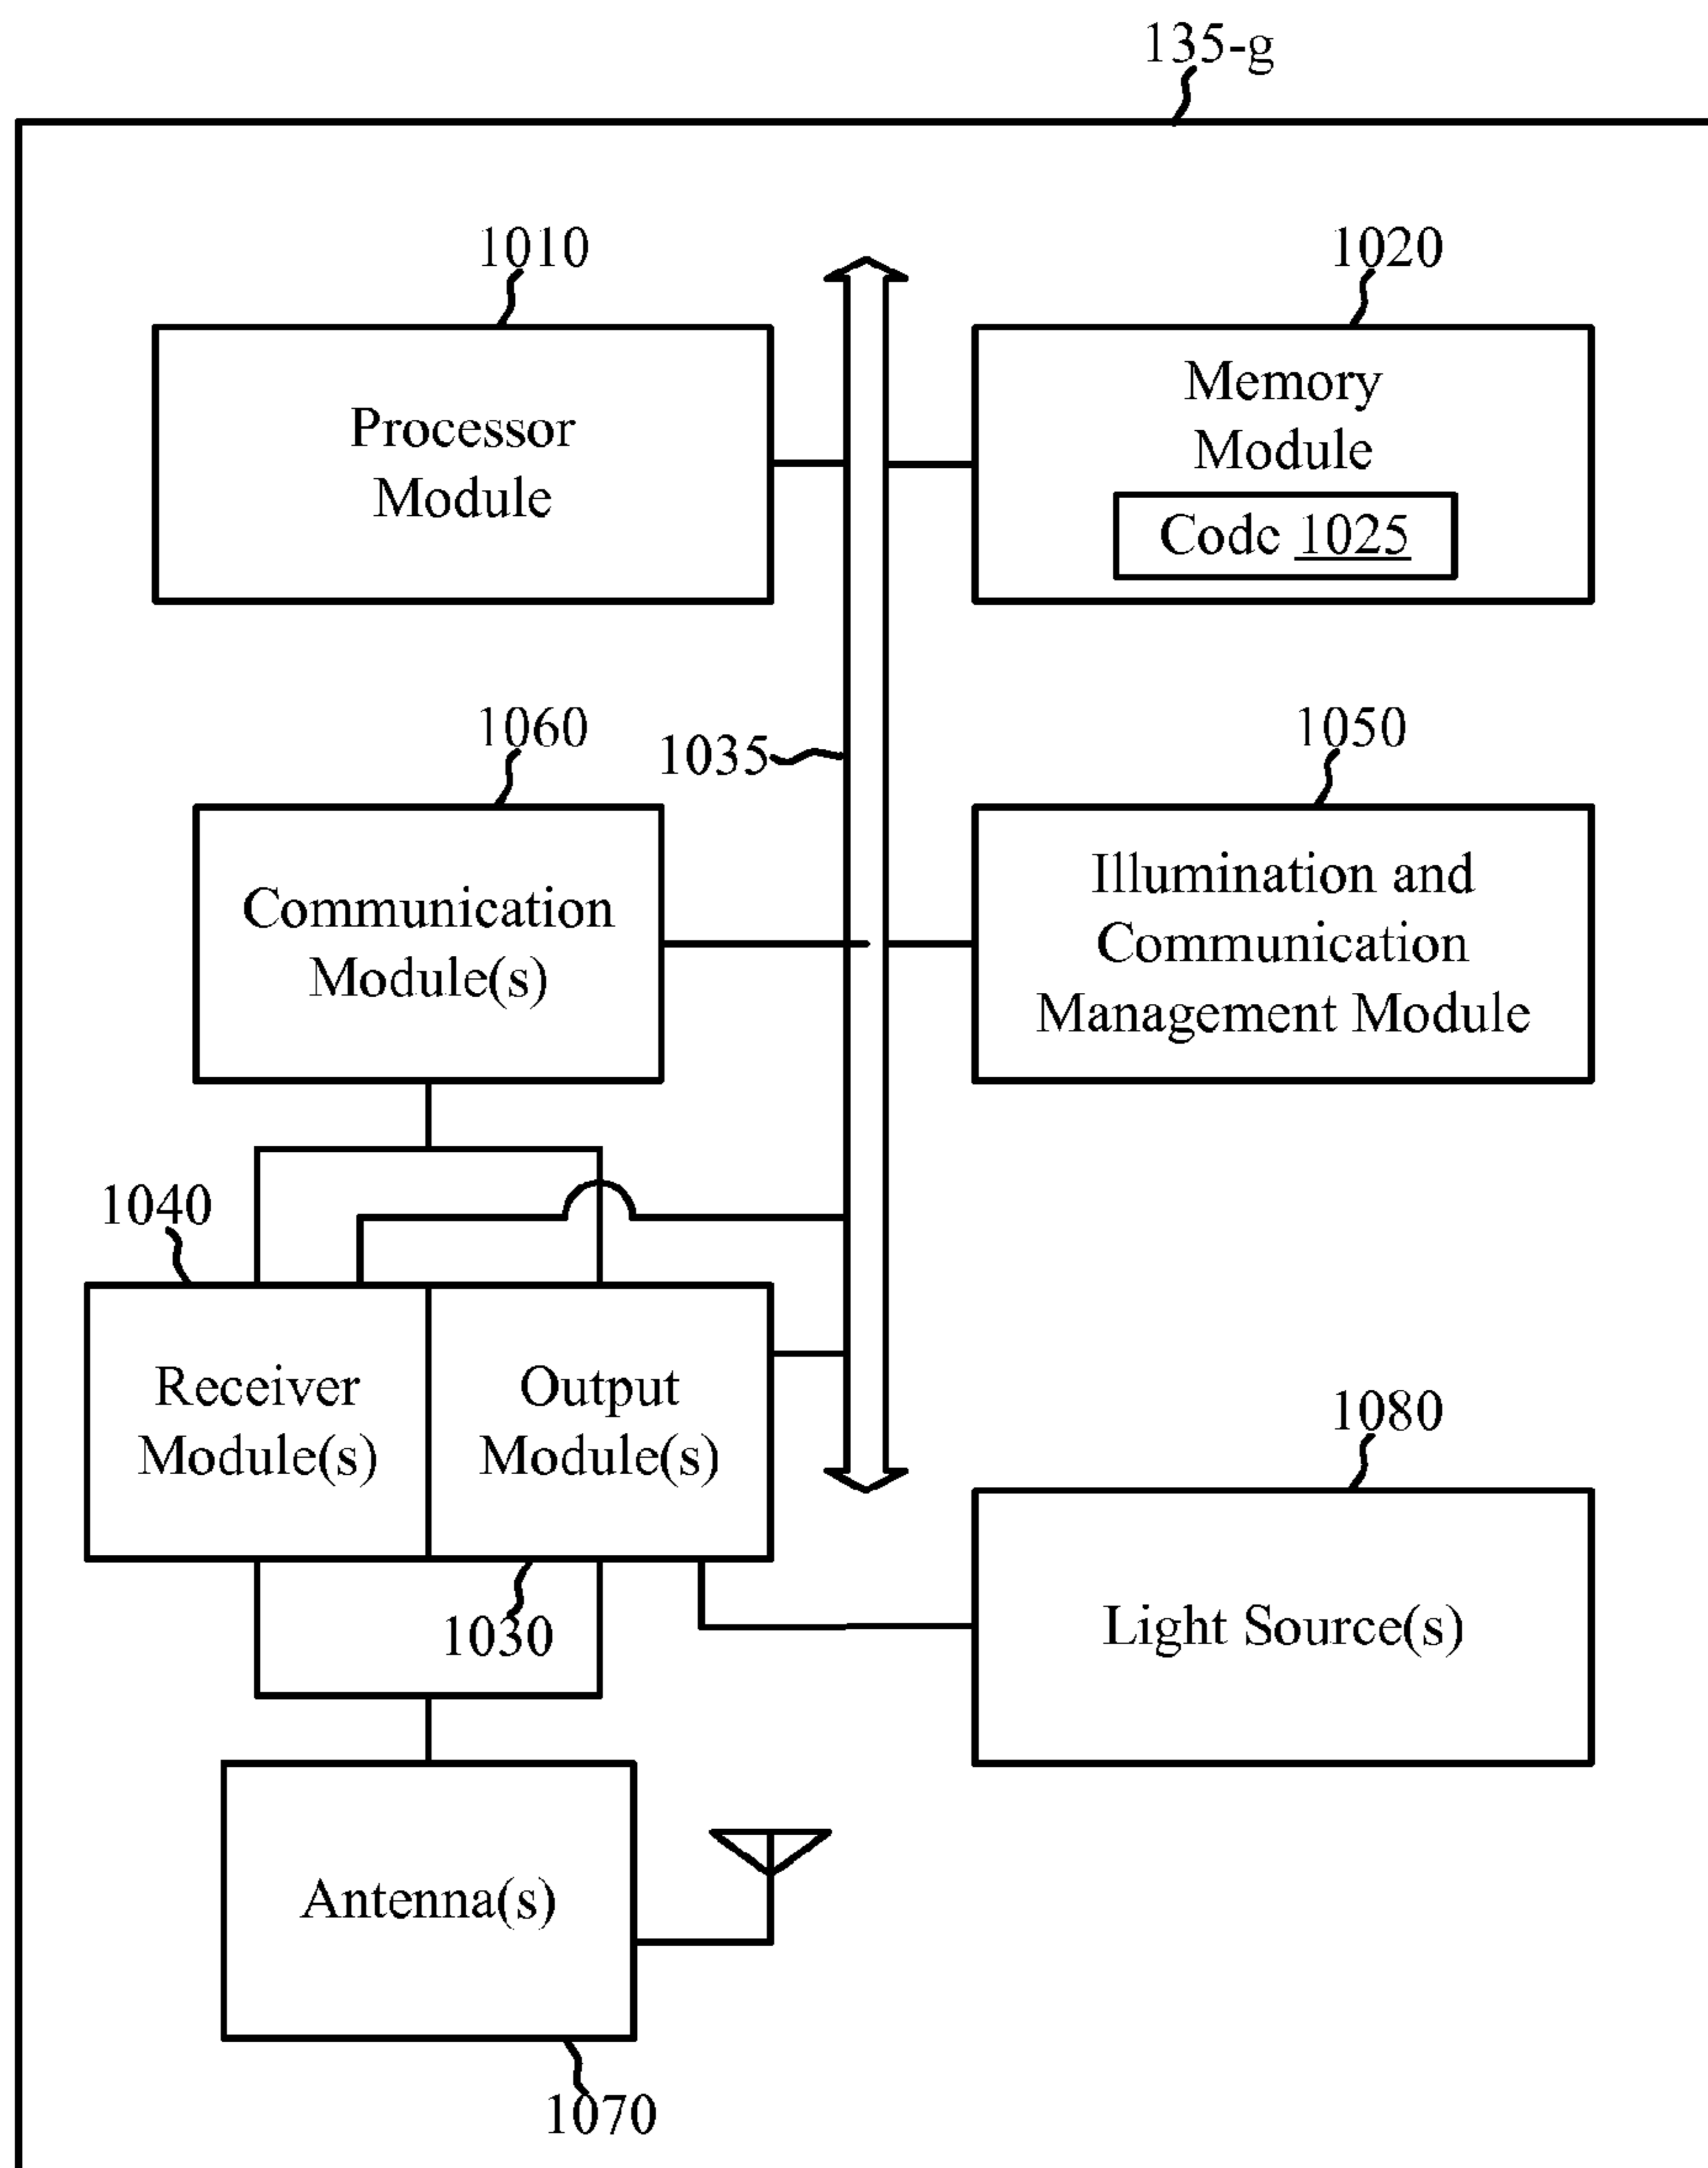 135-g
1010
1020
Processor
Module
Memory
Module
Code 1025
1060
1035
1050
Communication
Module(s)
Illumination and
Communication
Management Module
1040
Receiver
Module(s)
Output
Module(s)
1080
1030
Light Source(s)
Antenna(s)
1070